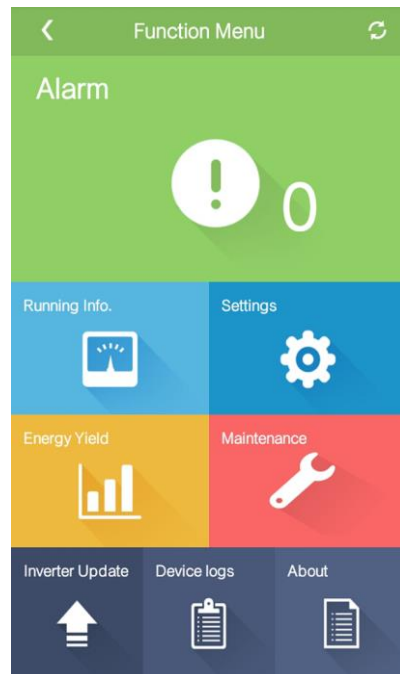 Function Menu
Alarm
0
Running Info.
Settings
Energy Yield
Maintenance
Inverter Update
Device logs
About